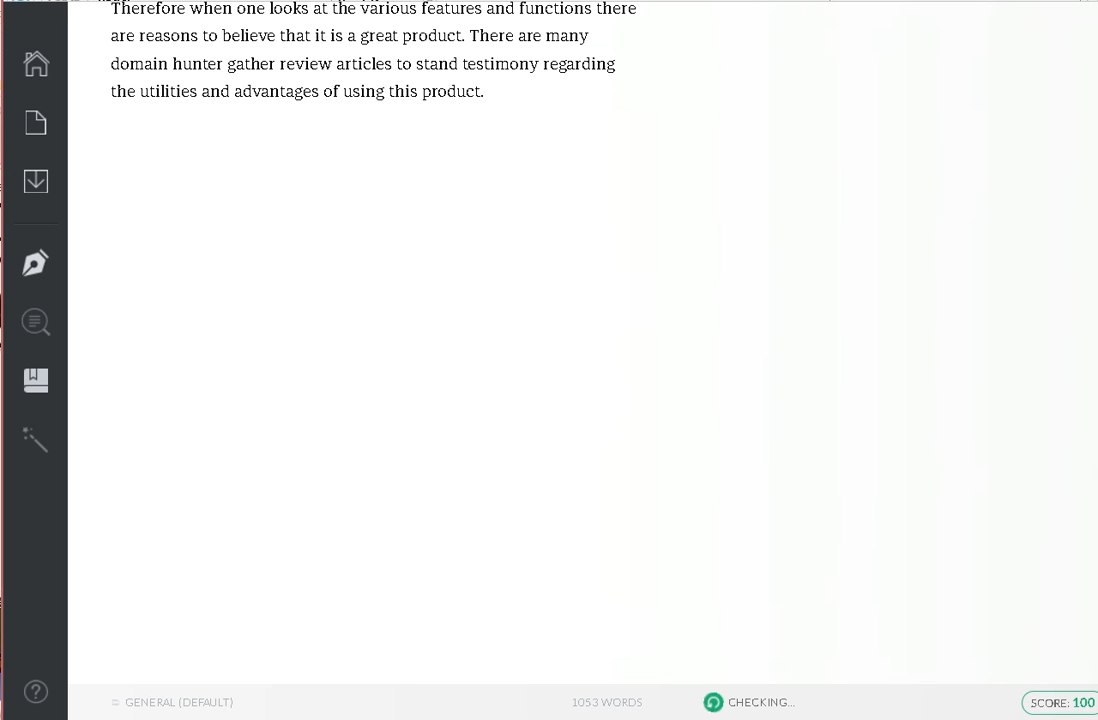 Therefore when one looks at the various features and functions there
are reasons to believe that it is a great product. There are many
domain hunter gather review articles to stand testimony regarding
the utilities and advantages of using this product.
GENERAL (DEFAULT) 1053 WORDS CHECKING... SCORE: 100